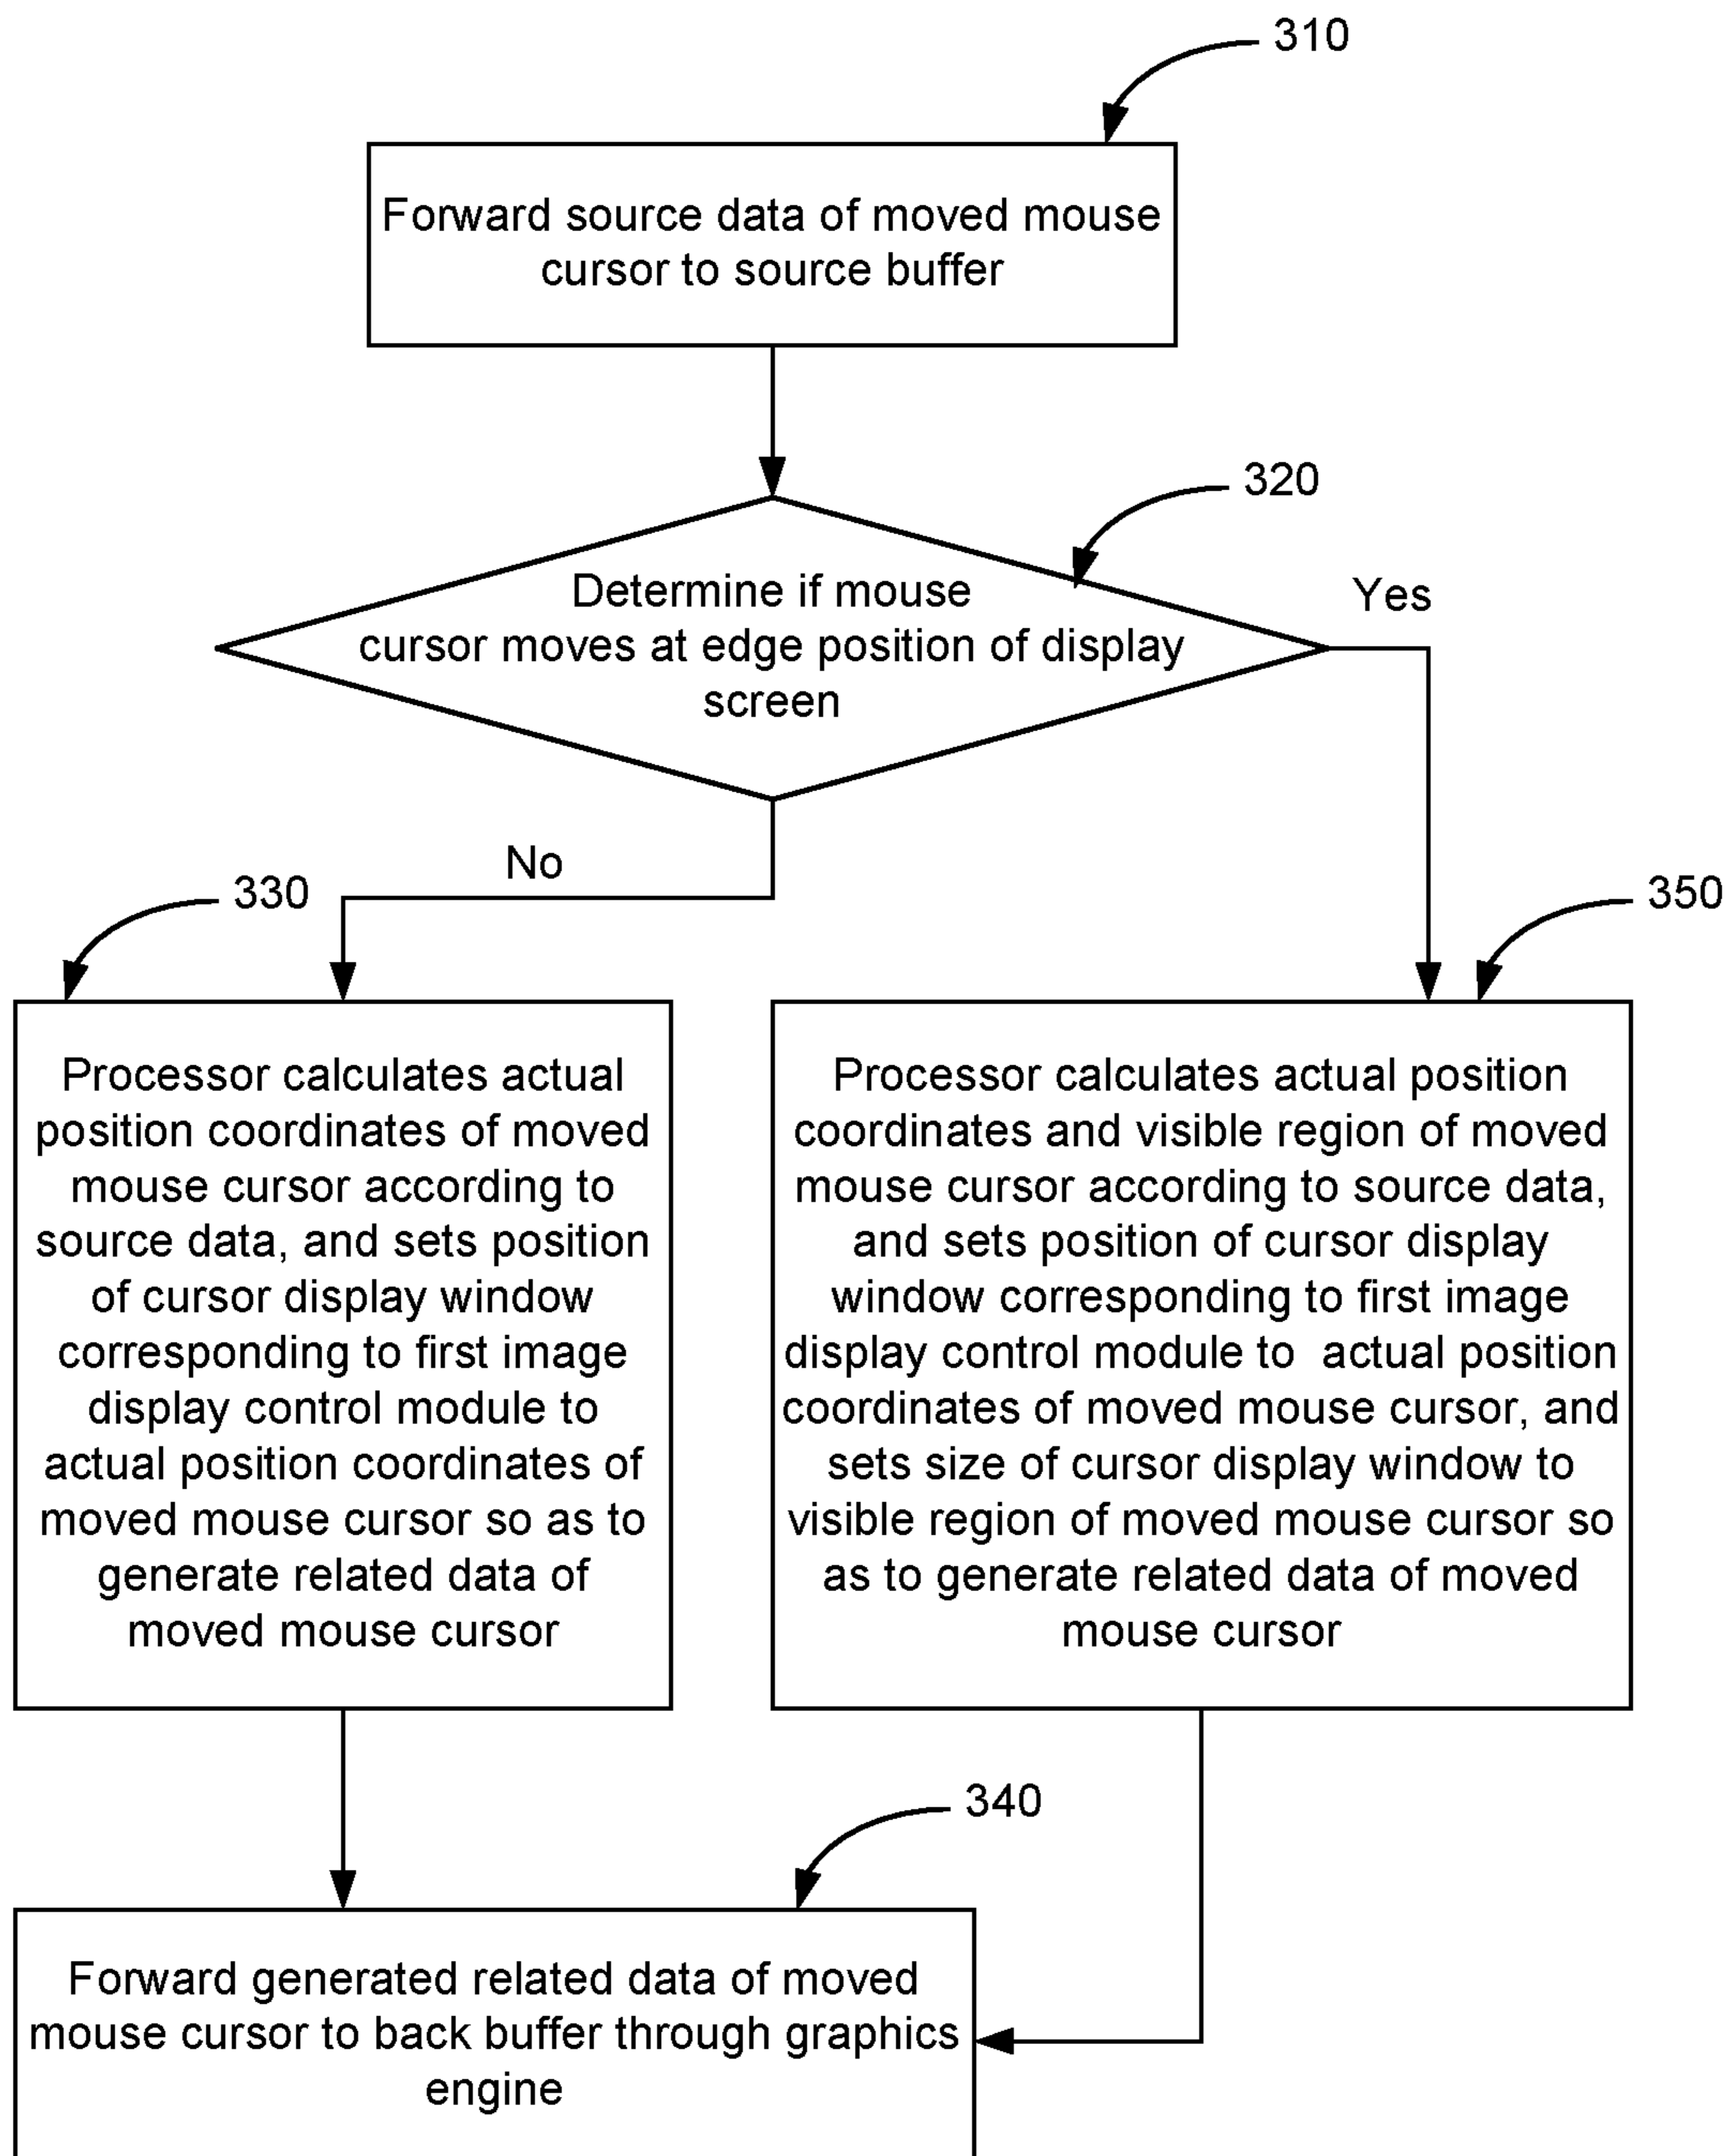 310
Forward source data of moved mouse
cursor to source buffer
320
Determine if mouse
cursor moves at edge position of display
screen
Yes
No
330
350
Processor calculates actual
position coordinates of moved
mouse cursor according to
source data, and sets position
of cursor display window
corresponding to first image
display control module to
actual position coordinates of
moved mouse cursor so as to
generate related data of
moved mouse cursor
Processor calculates actual position
coordinates and visible region of moved
mouse cursor according to source data,
and sets position of cursor display
window corresponding to first image
display control module to actual position
coordinates of moved mouse cursor, and
sets size of cursor display window to
visible region of moved mouse cursor so
as to generate related data of moved
mouse cursor
340
Forward generated related data of moved
mouse cursor to back buffer through graphics
engine